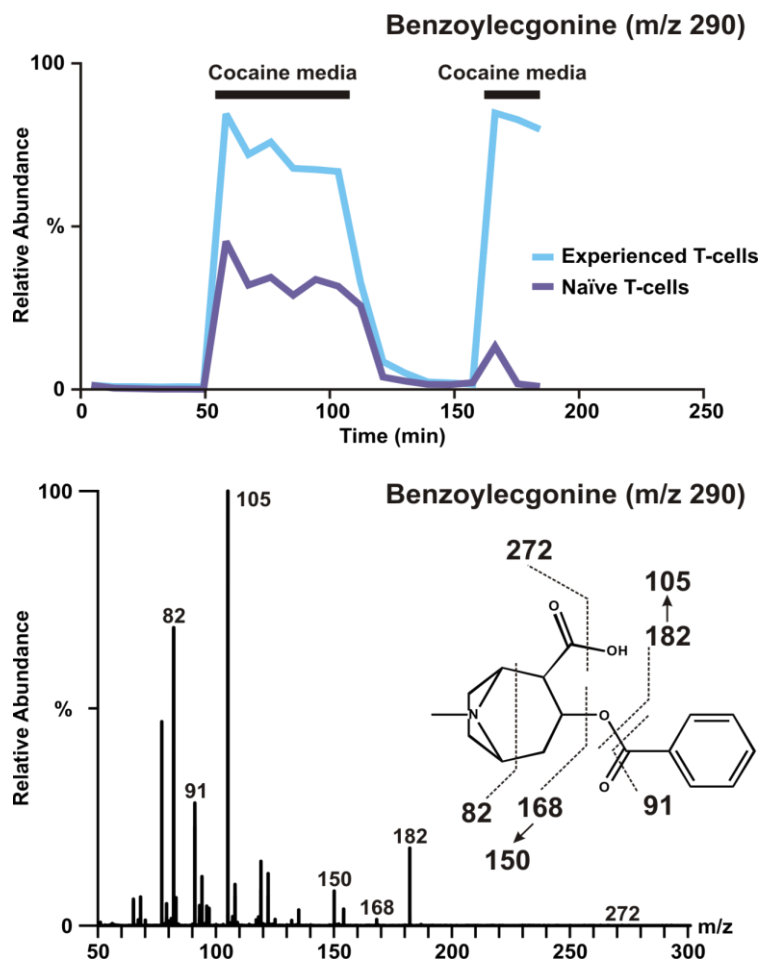 Benzoylecgonine (m/z 290)
100
Cocaine media
Cocaine media
Relative Abundance
%
Experienced T-cells
Naïve T-cells
0
0
50
100
150
200
250
Time (min)
Benzoylecgonine (m/z 290)
100
105
272
105
82
182
O
OH
Relative Abundance
%
N
O
O
91
82
168
91
182
150
150
168
272
0
m/z
50
100
150
200
250
300